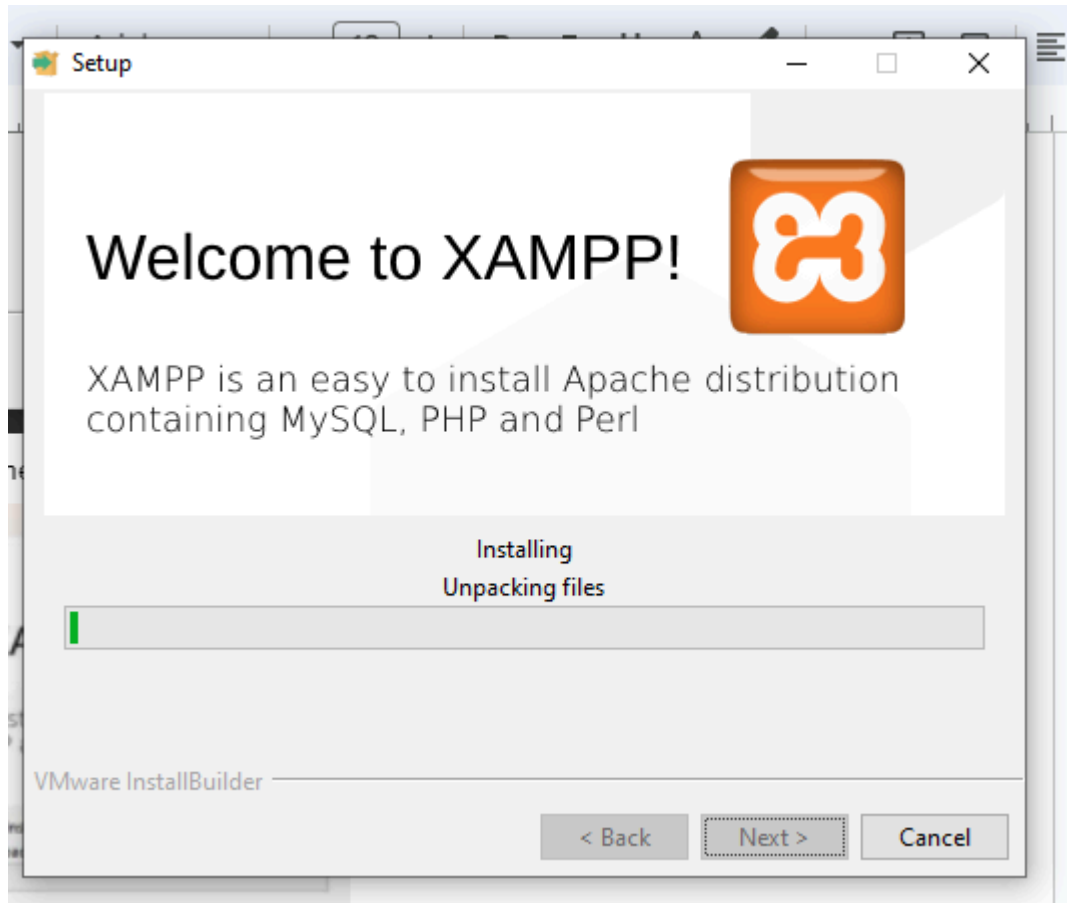 Setup
Welcome to XAMPP!
XAMPP is an easy to install Apache distribution
containing MySQL, PHP and Perl
Installing
Unpacking files
VMware InstallBuilder
< Back
Next >
Cancel